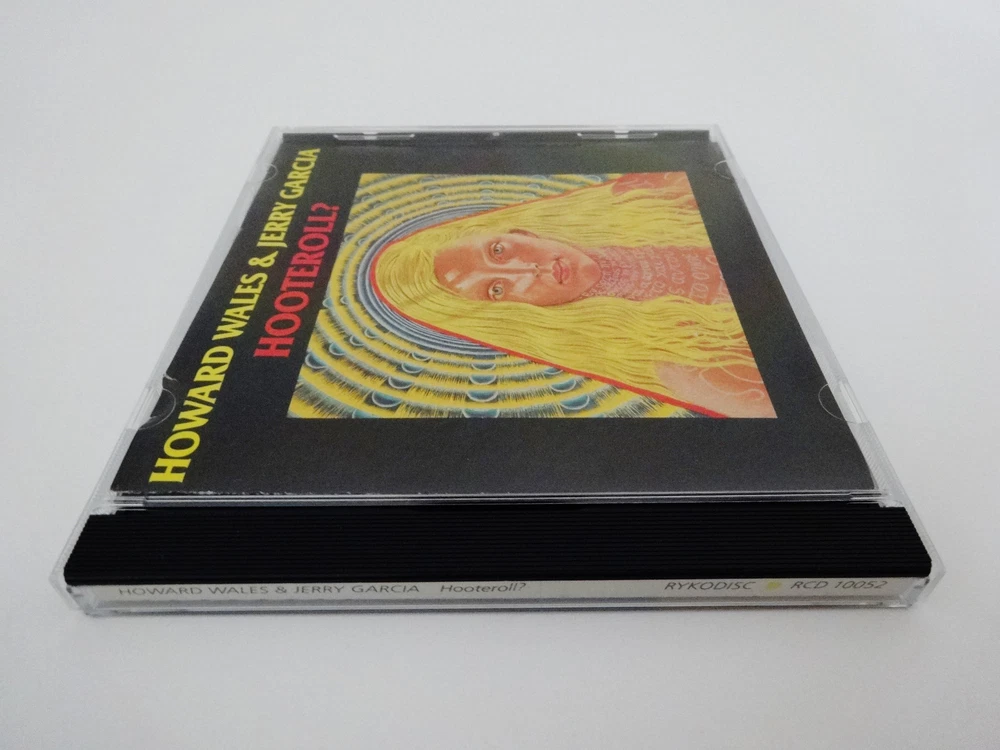 HOWARD WALES & JERRY GARCIA
HOOTEROLL?
HOWARD WALES & JERRY GARCIA Hooteroll? RYKODISC RCD 10052